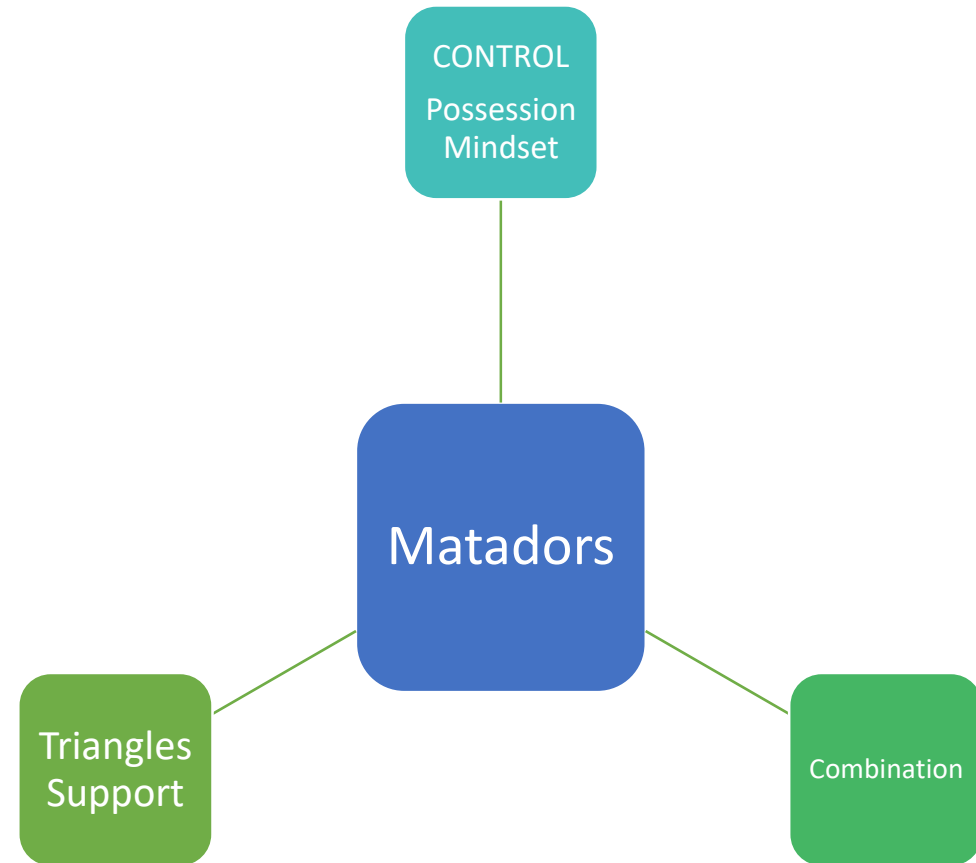 CONTROL
Possession
Mindset
Matadors
Triangles
Support
Combination